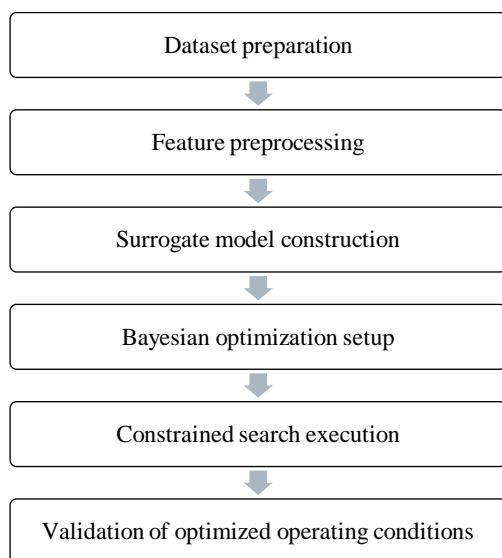 Dataset preparation
Feature preprocessing
Surrogate model construction
Bayesian optimization setup
Constrained search execution
Validation of optimized operating conditions